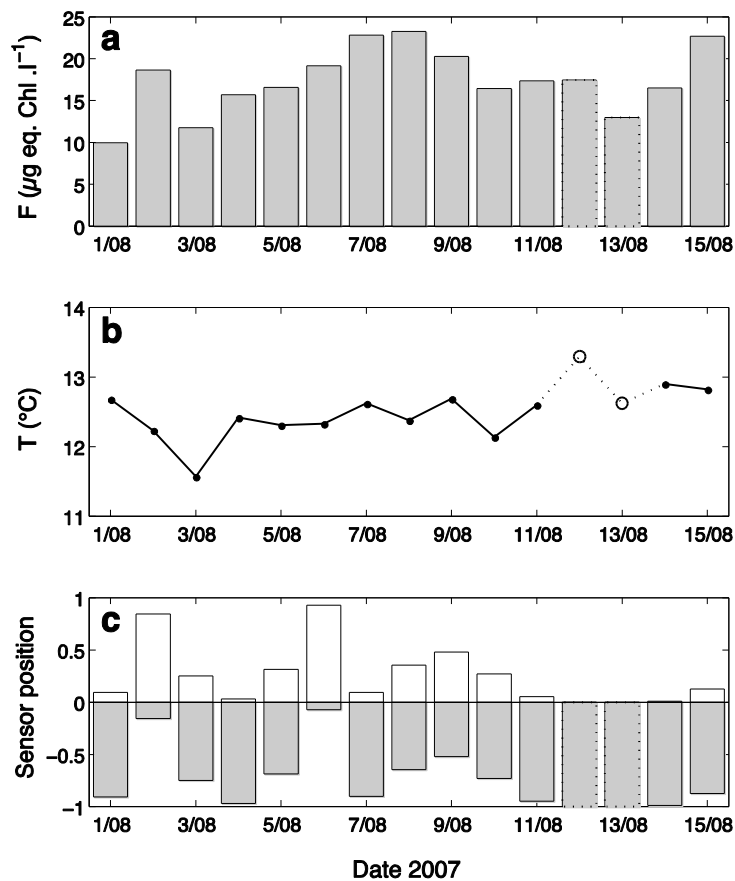 a
25
20
15
10
5
0
F (µg eq. Chl .l⁻¹)
1/08 3/08 5/08 7/08 9/08 11/08 13/08 15/08
b
14
13
12
11
T (°C)
1/08 3/08 5/08 7/08 9/08 11/08 13/08 15/08
c
1
0.5
0
−0.5
−1
Sensor position
1/08 3/08 5/08 7/08 9/08 11/08 13/08 15/08
Date 2007